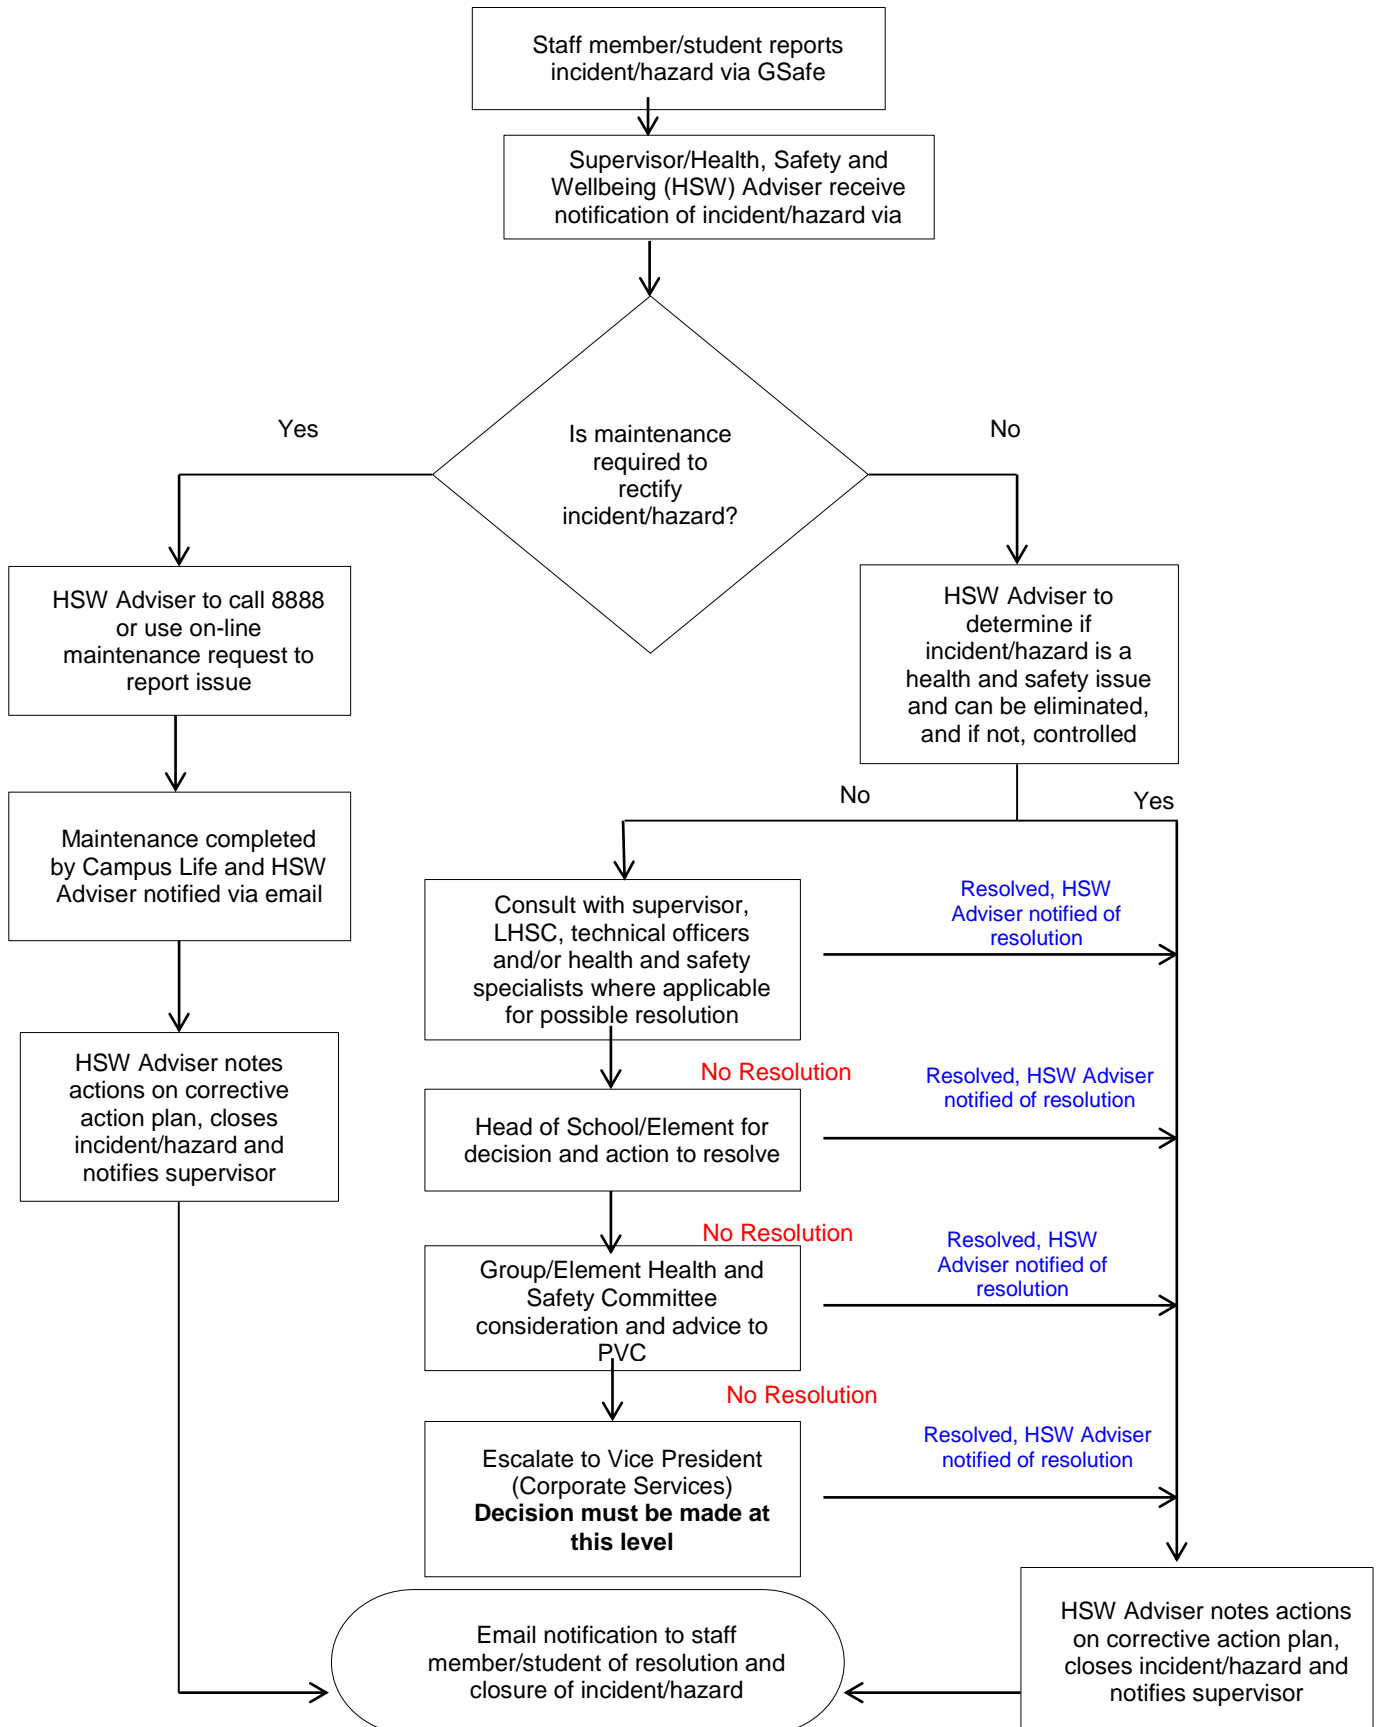 Staff member/student reports
incident/hazard via GSafe
Supervisor/Health, Safety and
Wellbeing (HSW) Adviser receive
notification of incident/hazard via
Is maintenance
required to
rectify
incident/hazard?
Yes
No
HSW Adviser to call 8888
or use on-line
maintenance request to
report issue
Maintenance completed
by Campus Life and HSW
Adviser notified via email
HSW Adviser notes
actions on corrective
action plan, closes
incident/hazard and
notifies supervisor
HSW Adviser to
determine if
incident/hazard is a
health and safety issue
and can be eliminated,
and if not, controlled
No
Yes
Consult with supervisor,
LHSC, technical officers
and/or health and safety
specialists where applicable
for possible resolution
Resolved, HSW
Adviser notified of
resolution
No Resolution
Head of School/Element for
decision and action to resolve
Resolved, HSW Adviser
notified of resolution
No Resolution
Group/Element Health and
Safety Committee
consideration and advice to
PVC
Resolved, HSW
Adviser notified of
resolution
No Resolution
Escalate to Vice President
(Corporate Services)
Decision must be made at
this level
Resolved, HSW Adviser
notified of resolution
HSW Adviser notes actions
on corrective action plan,
closes incident/hazard and
notifies supervisor
Email notification to staff
member/student of resolution and
closure of incident/hazard